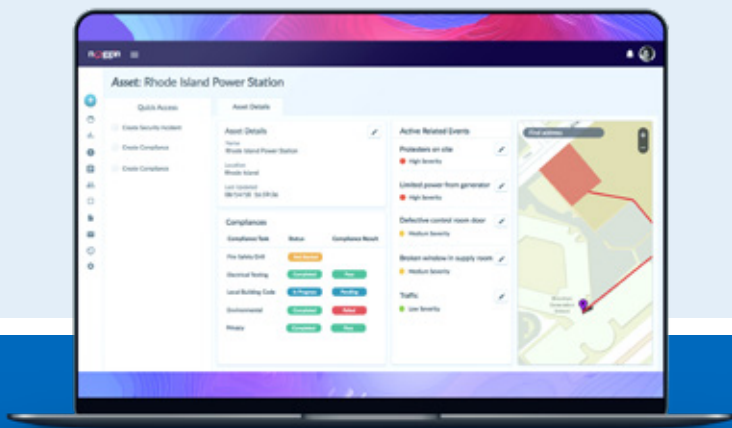 Asset: Rhode Island Power Station
Quick Access
Asset Details
Create Security Incident
Create Compliance
Create Compliance
Asset Details
Name
Rhode Island Power Station
Location
Rhode Island
Last Updated
Compliances
Compliance Task Status Compliance Result
Fire Safety Drill Not Started
Electrical Testing Completed Pass
Local Building Code In Progress Pending
Environmental Completed Failed
Privacy Completed Pass
Active Related Events
Protesters on site
High Severity
Limited power from generator
High Severity
Defective control room door
Medium Severity
Broken window in supply room
Medium Severity
Traffic
Low Severity
Find address